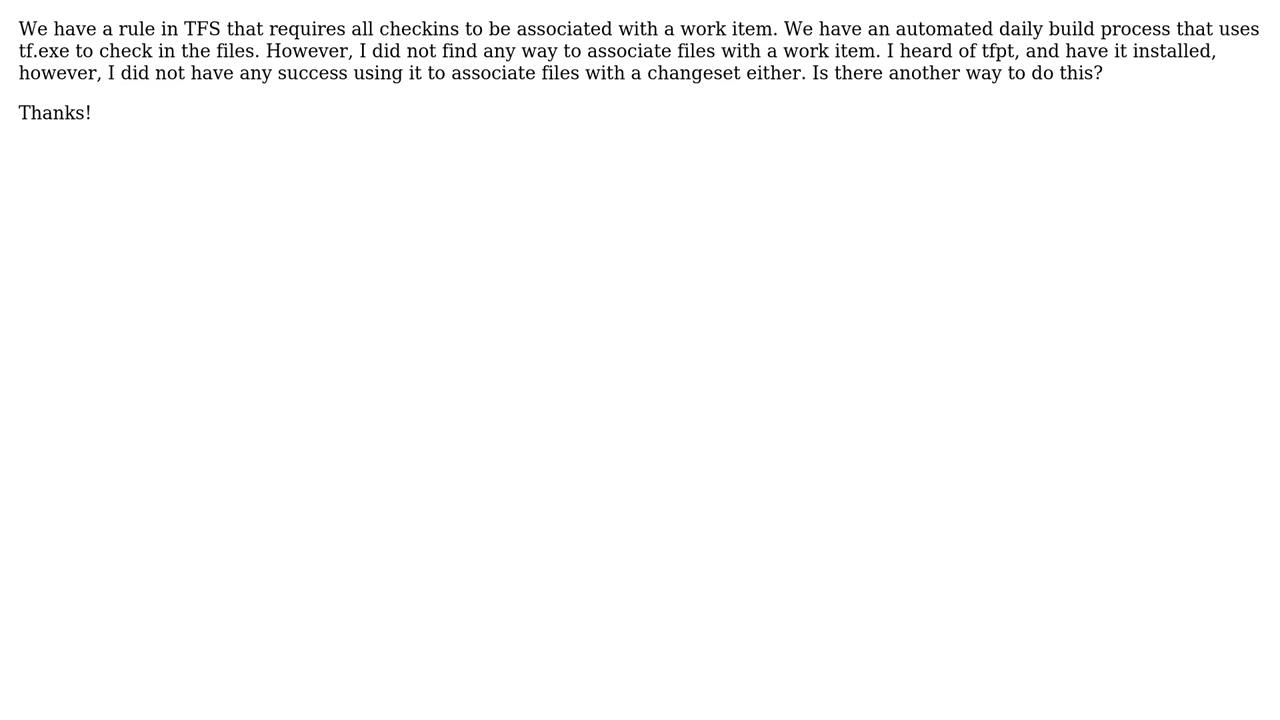 We have a rule in TFS that requires all checkins to be associated with a work item. We have an automated daily build process that uses
tf.exe to check in the files. However, I did not find any way to associate files with a work item. I heard of tfpt, and have it installed,
however, I did not have any success using it to associate files with a changeset either. Is there another way to do this?
Thanks!